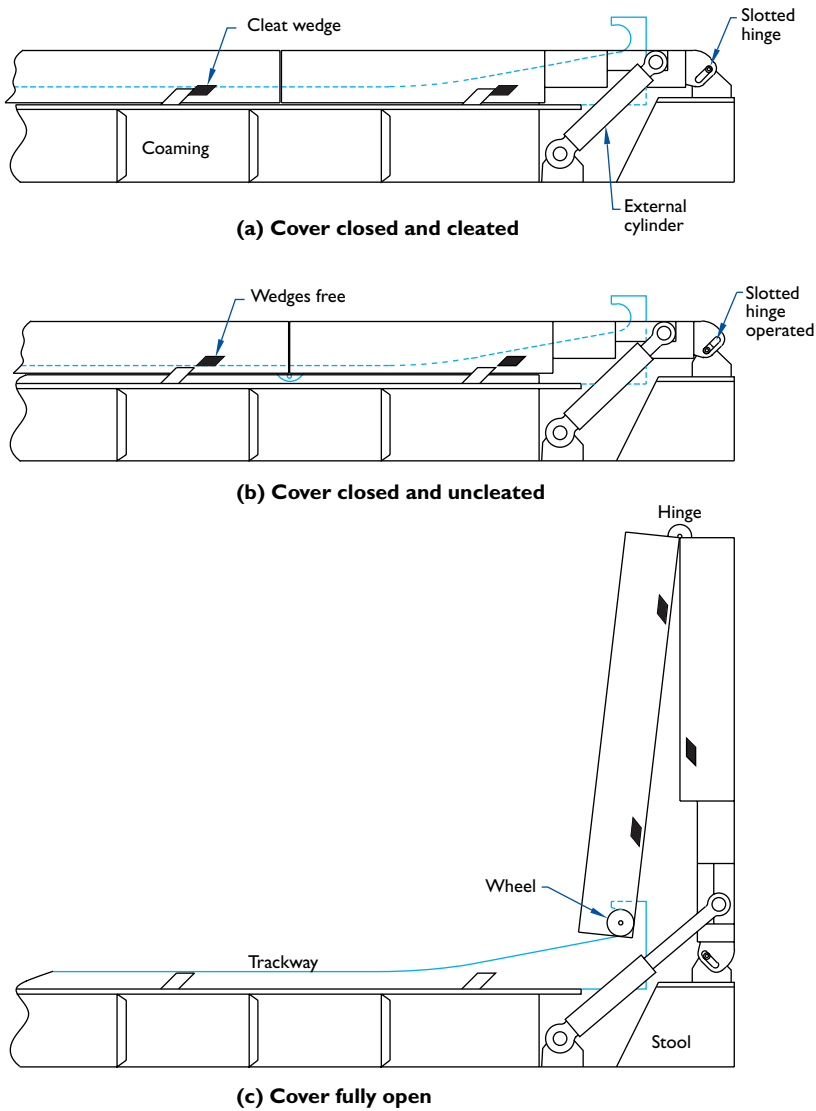 Cleat wedge
Slotted
hinge
Coaming
External
cylinder
(a) Cover closed and cleated
Wedges free
Slotted
hinge
operated
(b) Cover closed and uncleated
Hinge
Wheel
Trackway
Stool
(c) Cover fully open